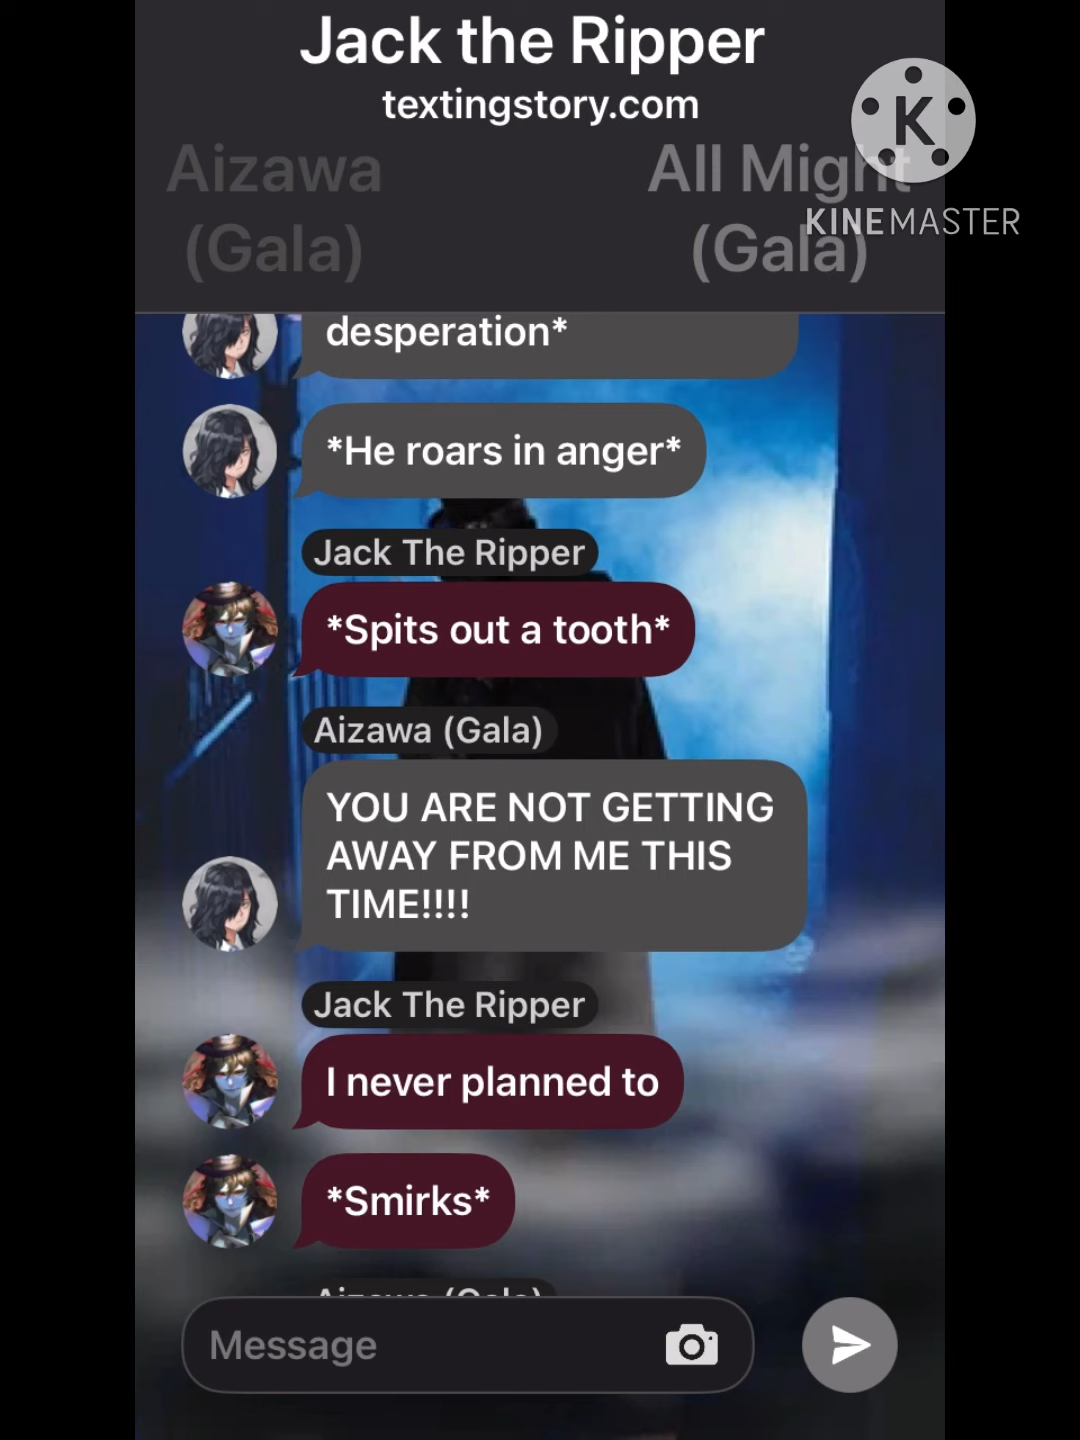 Jack the Ripper
textingstory.com
Aizawa
(Gala)
All Might
(Gala)
K
KINEMASTER
desperation*
*He roars in anger*
Jack The Ripper
*Spits out a tooth*
Aizawa (Gala)
YOU ARE NOT GETTING
AWAY FROM ME THIS
TIME!!!!
Jack The Ripper
I never planned to
*Smirks*
Aizawa (Gala)
Message